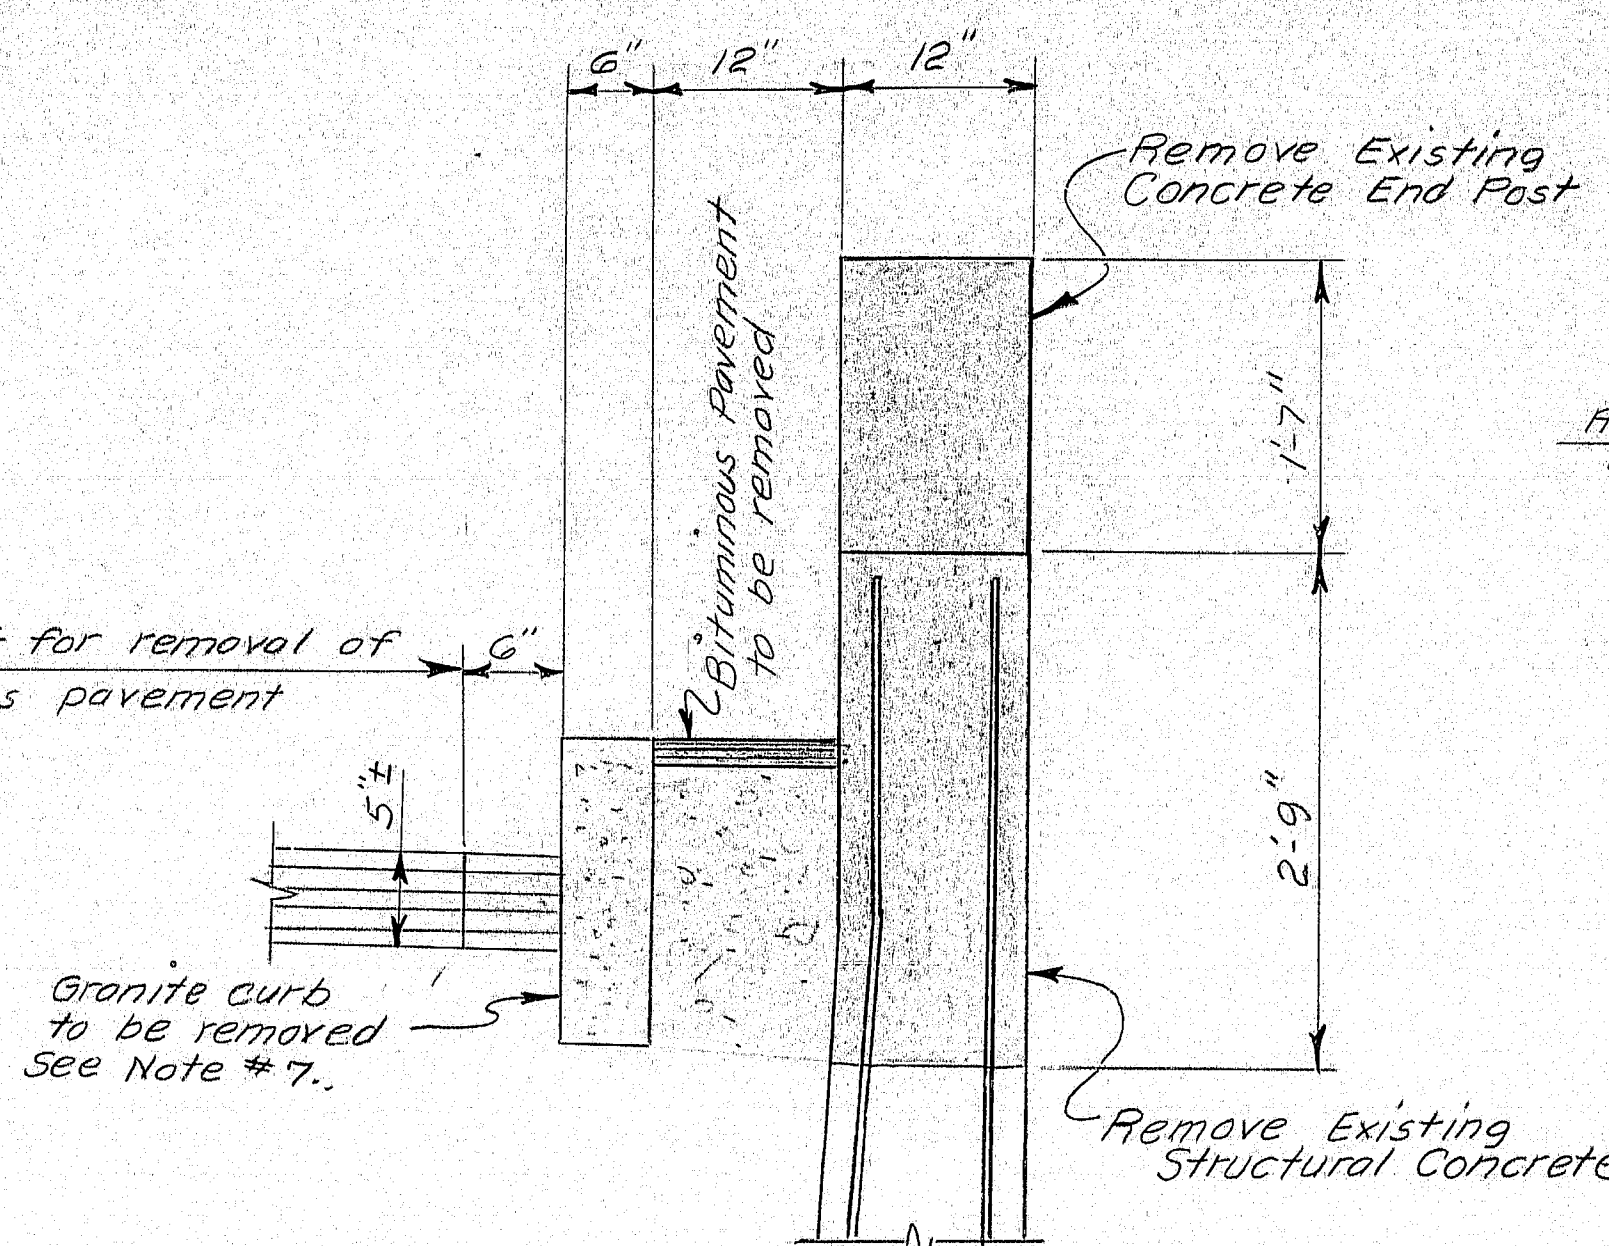 6" 12" 12"
Remove Existing
Concrete End Post
Bituminous Pavement
to be removed
1'-7"
for removal of
6"
pavement
5"±
2'-9"
Granite curb
to be removed
See Note #7.
Remove Existing
Structural Concrete